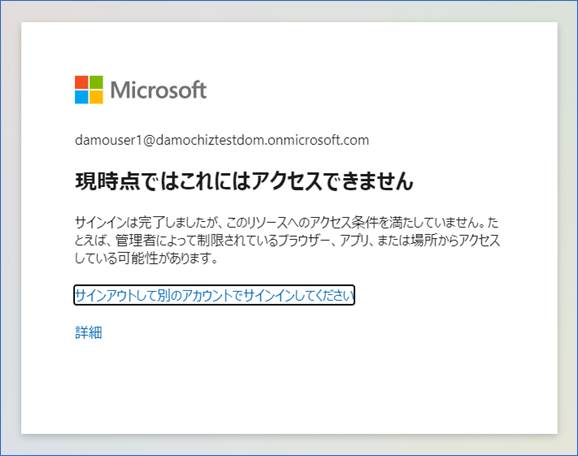 Microsoft
damouser1@damochiztestdom.onmicrosoft.com
現時点ではこれにはアクセスできません
サインインは完了しましたが、このリソースへのアクセス条件を満たしていません。た
とえば、管理者によって制限されているブラウザー、アプリ、または場所からアクセス
している可能性があります。
サインアウトして別のアカウントでサインインしてください
詳細